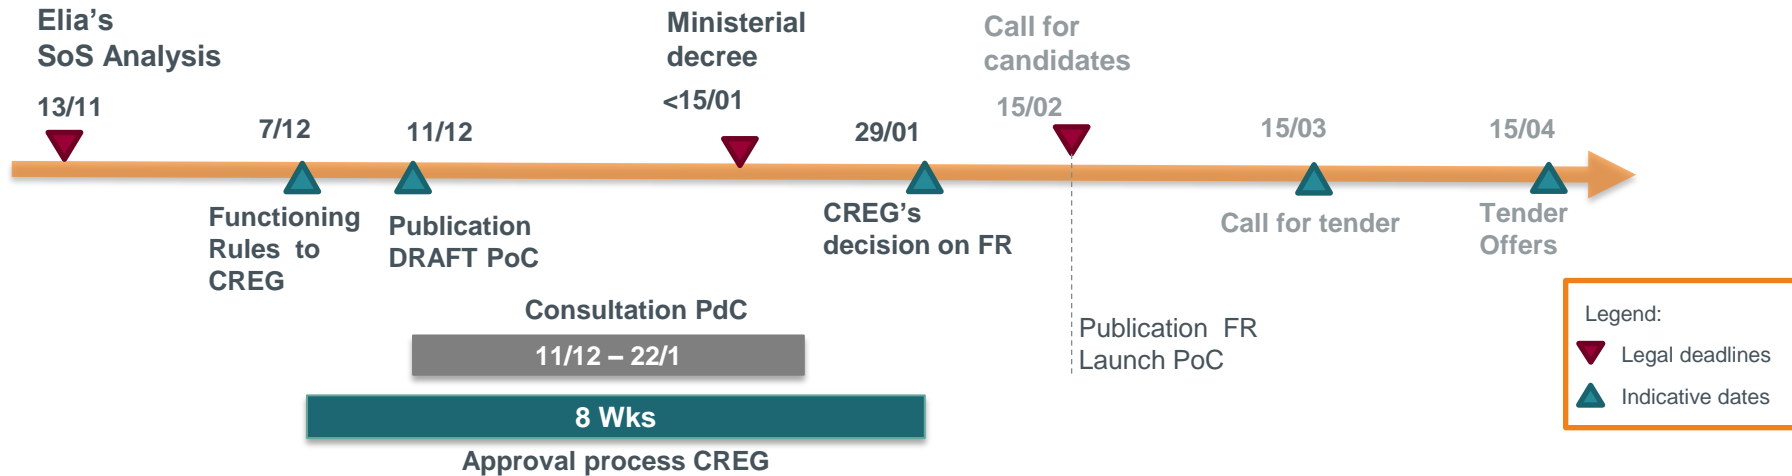 Elia's
SoS Analysis
13/11
7/12
11/12
Ministerial
decree
<15/01
29/01
Call for
candidates
15/02
15/03
15/04
Functioning
Rules to
CREG
Publication
DRAFT PoC
CREG's
decision on FR
Call for tender
Tender
Offers
Consultation PdC
11/12 – 22/1
8 Wks
Approval process CREG
Publication FR
Launch PoC
Legend:
Legal deadlines
Indicative dates